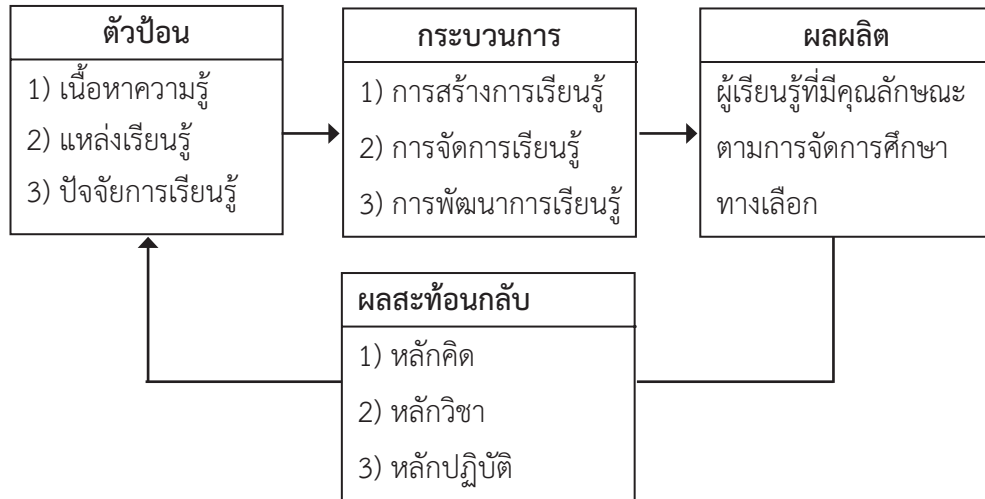 ตัวป้อน
1) เนื้อหาความรู้
2) แหล่งเรียนรู้
3) ปัจจัยการเรียนรู้
กระบวนการ
1) การสร้างการเรียนรู้
2) การจัดการเรียนรู้
3) การพัฒนาการเรียนรู้
ผลผลิต
ผู้เรียนรู้ที่มีคุณลักษณะ
ตามการจัดการศึกษา
ทางเลือก
ผลสะท้อนกลับ
1) หลักคิด
2) หลักวิชา
3) หลักปฏิบัติ